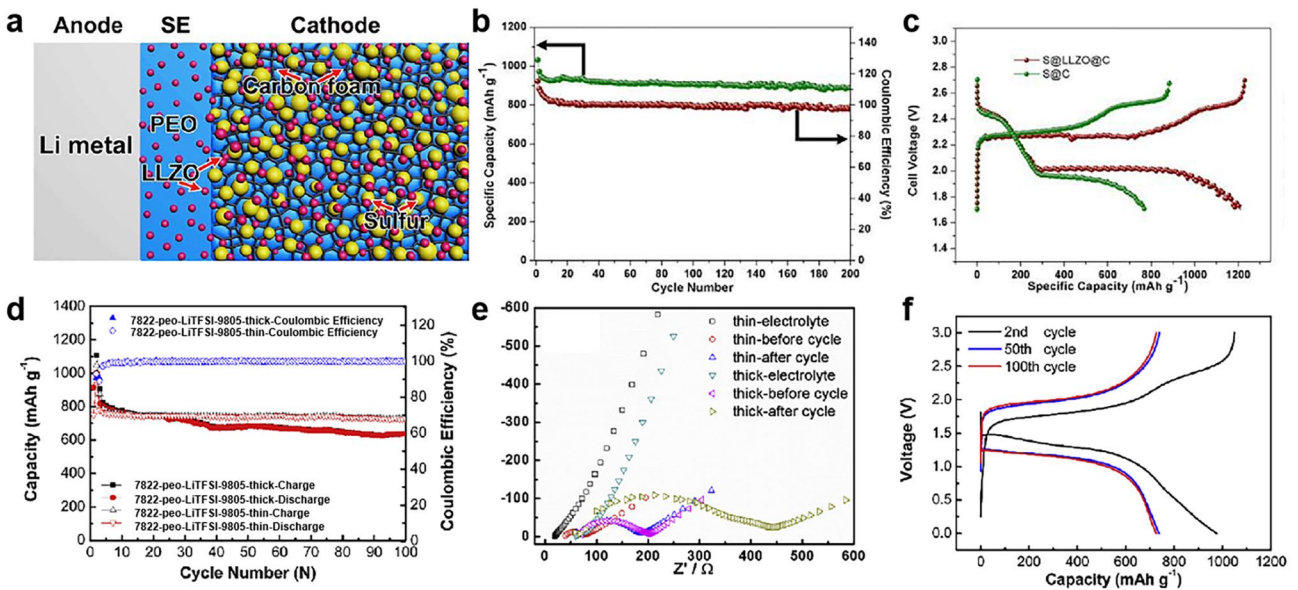 a
Anode SE Cathode
Carbon foam
PEO
Li metal
LLZO
Sulfur
b
1200
1000
800
600
400
200
0
0 20 40 60 80 100 120 140 160 180 200
140
120
100
80
60
40
20
0
Specific Capacity (mAh g⁻¹)
Coulombic Efficiency (%)
Cycle Number
c
3.0
2.8
2.6
2.4
2.2
2.0
1.8
1.6
1.4
S@LLZO@C
S@C
Cell Voltage (V)
0 200 400 600 800 1000 1200
Specific Capacity (mAh g⁻¹)
d
1400
1200
1000
800
600
400
200
0
7822-peo-LiTFSI-9805-thick-Coulombic Efficiency
7822-peo-LiTFSI-9805-thin-Coulombic Efficiency
7822-peo-LiTFSI-9805-thick-Charge
7822-peo-LiTFSI-9805-thick-Discharge
7822-peo-LiTFSI-9805-thin-Charge
7822-peo-LiTFSI-9805-thin-Discharge
120
100
80
60
40
20
0
Capacity (mAh g⁻¹)
Coulombic Efficiency (%)
0 10 20 30 40 50 60 70 80 90 100
Cycle Number (N)
e
-600
-500
-400
-300
-200
-100
0
thin-electrolyte
thin-before cycle
thin-after cycle
thick-electrolyte
thick-before cycle
thick-after cycle
0 100 200 300 400 500 600
Z' / Ω
f
3.0
2.5
2.0
1.5
1.0
0.5
0.0
2nd cycle
50th cycle
100th cycle
Voltage (V)
0 200 400 600 800 1000 1200
Capacity (mAh g⁻¹)